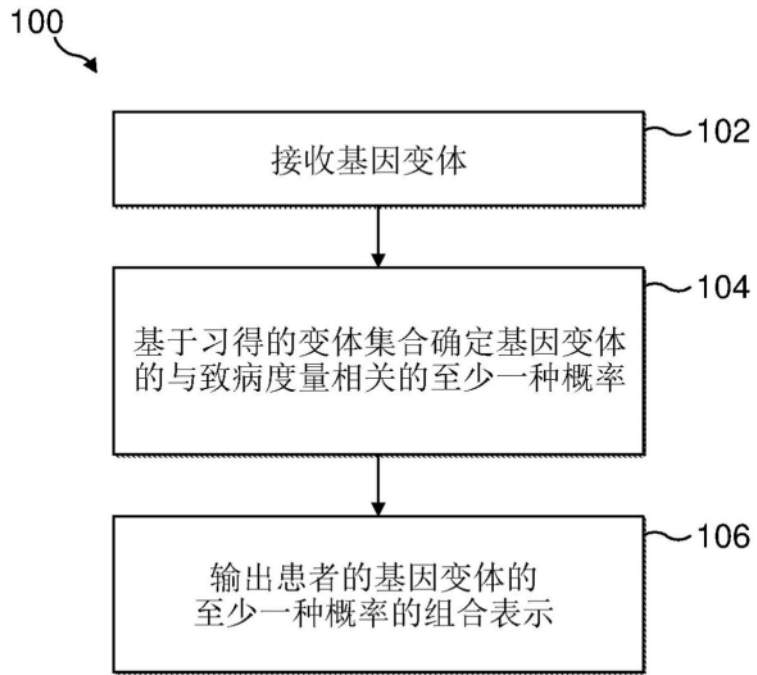 100
102
接收基因变体
104
基于习得的变体集合确定基因变体
的与致病度量相关的至少一种概率
106
输出患者的基因变体的
至少一种概率的组合表示